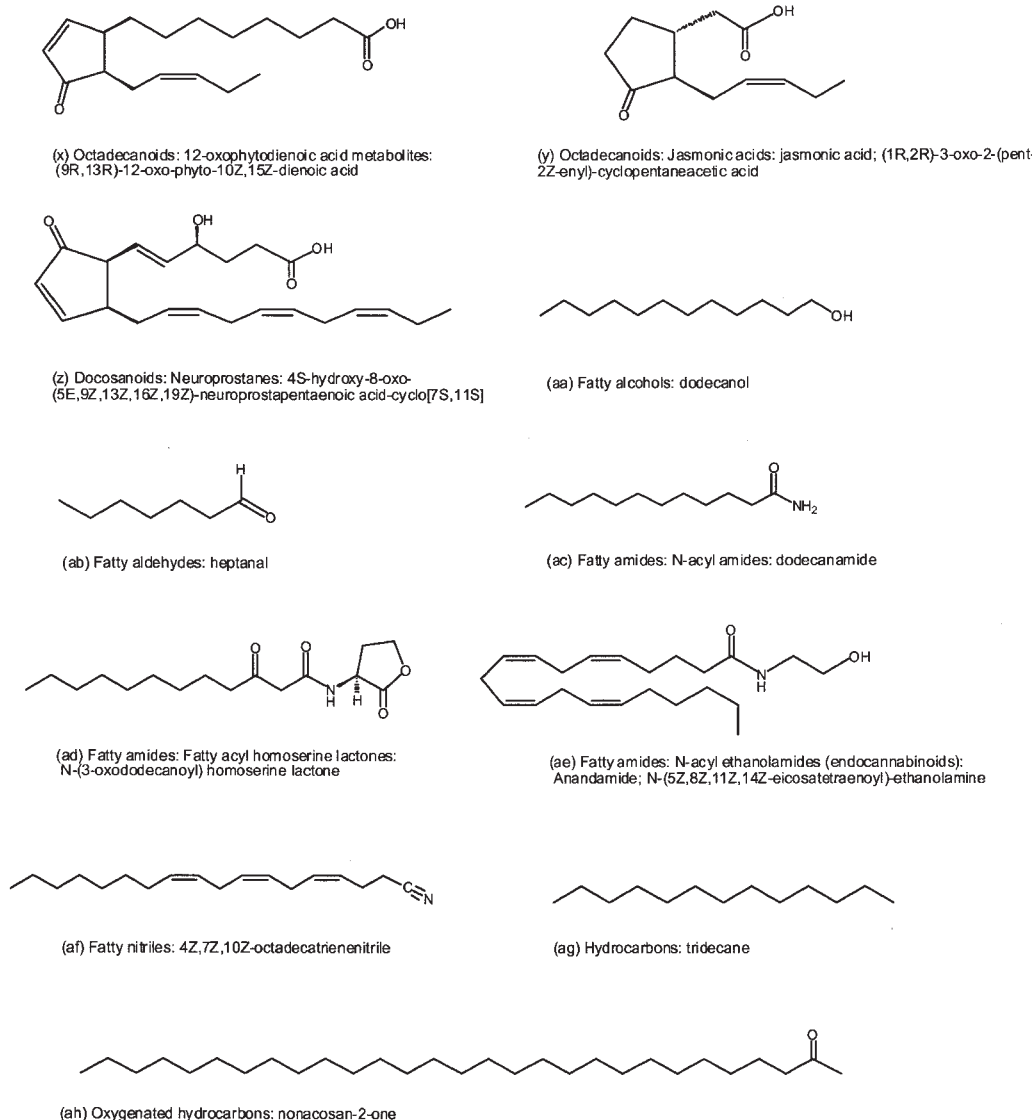 OH
O
O
(x) Octadecanoids: 12-oxophytodienoic acid metabolites:
(9R,13R)-12-oxo-phyto-10Z,15Z-dienoic acid
OH
O
O
(y) Octadecanoids: Jasmonic acids: jasmonic acid; (1R,2R)-3-oxo-2-(pent-
2Z-enyl)-cyclopentaneacetic acid
O
OH
OH
O
(z) Docosanoids: Neuroprostanes: 4S-hydroxy-8-oxo-
(5E,9Z,13Z,16Z,19Z)-neuroprostapentaenoic acid-cyclo[7S,11S]
OH
(aa) Fatty alcohols: dodecanol
H
O
(ab) Fatty aldehydes: heptanal
O
NH2
(ac) Fatty amides: N-acyl amides: dodecanamide
O
O
O
N
H
H
O
(ad) Fatty amides: Fatty acyl homoserine lactones:
N-(3-oxododecanoyl) homoserine lactone
O
OH
N
H
(ae) Fatty amides: N-acyl ethanolamides (endocannabinoids):
Anandamide; N-(5Z,8Z,11Z,14Z-eicosatetraenoyl)-ethanolamine
C
N
(af) Fatty nitriles: 4Z,7Z,10Z-octadecatrienenitrile
(ag) Hydrocarbons: tridecane
O
(ah) Oxygenated hydrocarbons: nonacosan-2-one